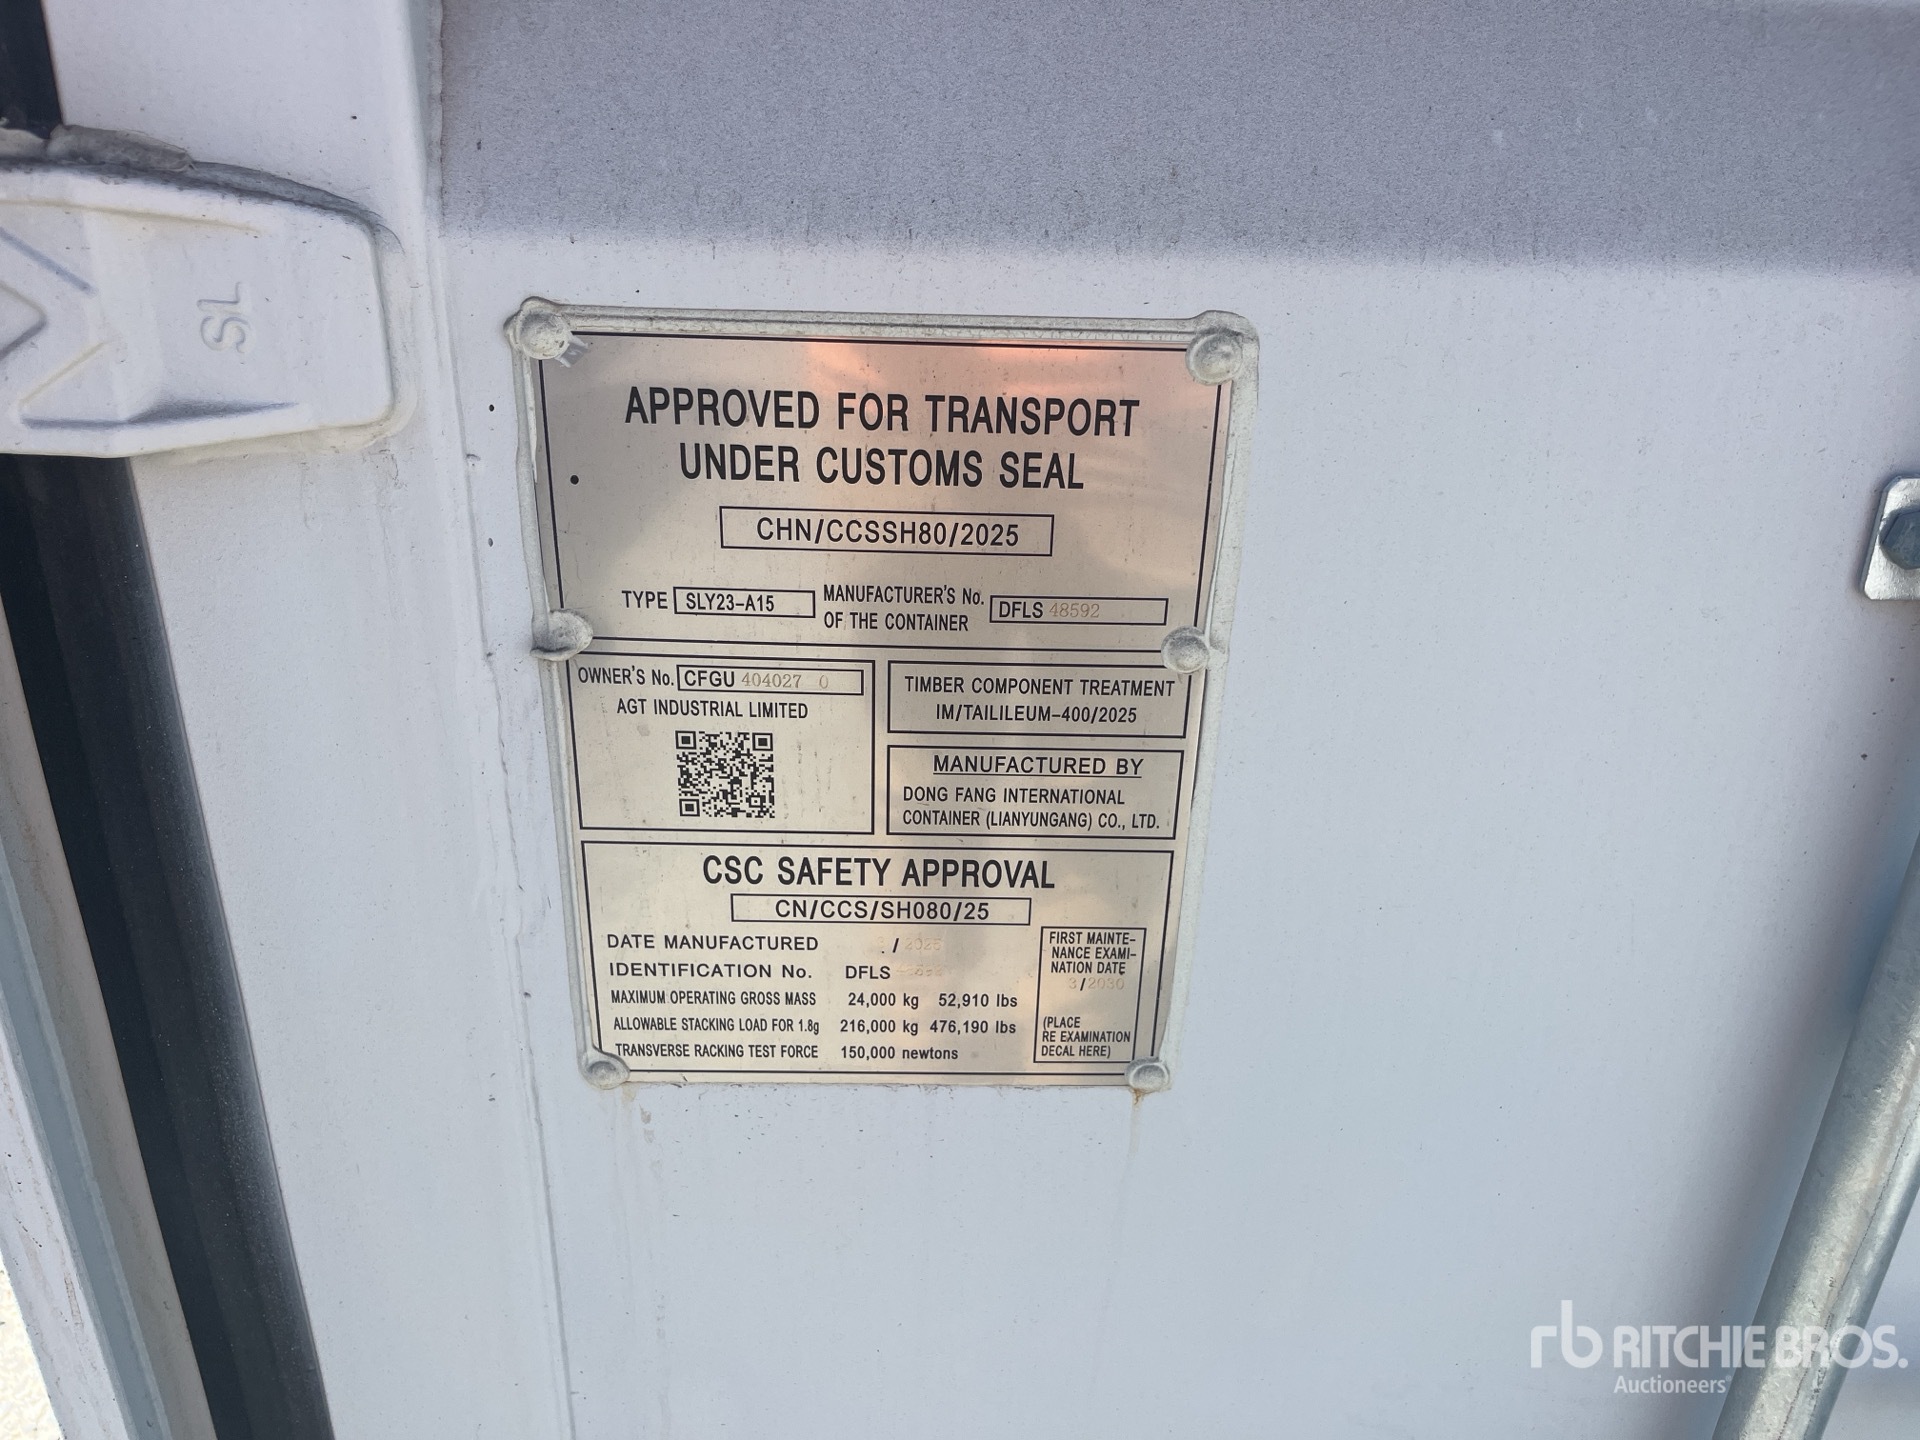 SL
APPROVED FOR TRANSPORT
UNDER CUSTOMS SEAL
CHN/CCSSH80/2025
TYPE SLY23-A15
MANUFACTURER'S No.
OF THE CONTAINER
DFLS 48592
OWNER'S No. CFGU 404027 0
AGT INDUSTRIAL LIMITED
TIMBER COMPONENT TREATMENT
IM/TAILILEUM-400/2025
MANUFACTURED BY
DONG FANG INTERNATIONAL
CONTAINER (LIANYUNGANG) CO., LTD.
CSC SAFETY APPROVAL
CN/CCS/SH080/25
DATE MANUFACTURED / 2025
IDENTIFICATION No. DFLS
MAXIMUM OPERATING GROSS MASS 24,000 kg 52,910 lbs
ALLOWABLE STACKING LOAD FOR 1.8g 216,000 kg 476,190 lbs
TRANSVERSE RACKING TEST FORCE 150,000 newtons
FIRST MAINTE-
NANCE EXAMI-
NATION DATE
3/2030
(PLACE
RE EXAMINATION
DECAL HERE)
rb RITCHIE BROS.
Auctioneers